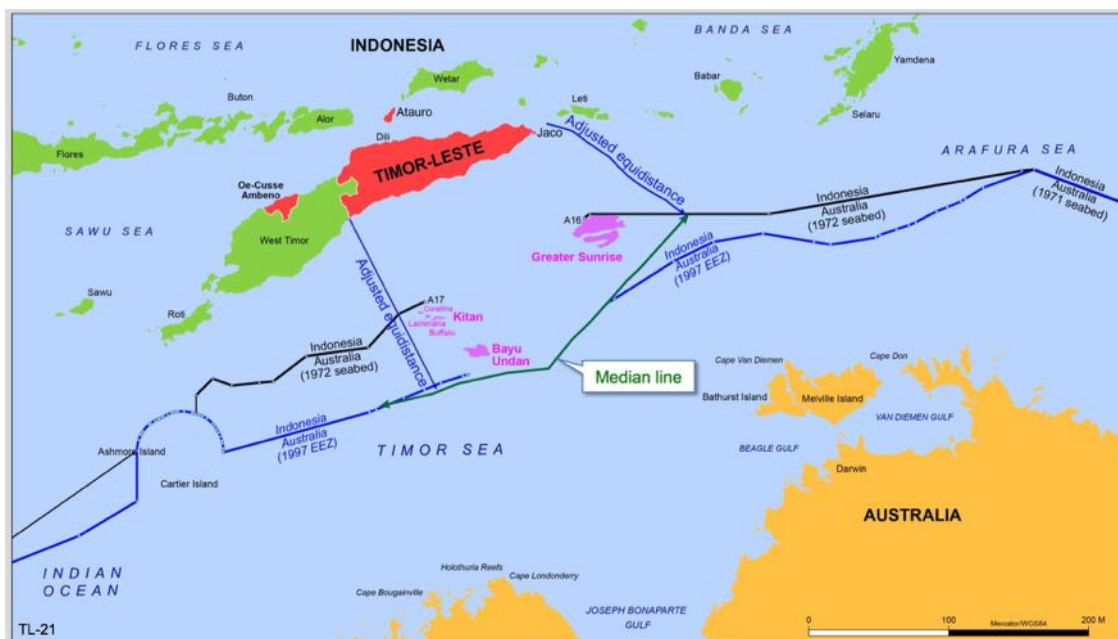 FLORES SEA
INDONESIA
BANDA SEA
Wetar
Babar
Yamdena
Buton
Atauro
Leti
Selaru
Alor
Dili
Jaco
Flores
TIMOR-LESTE
Adjusted equidistance
ARAFURA SEA
Oe-Cusse
Ambeno
Indonesia
Australia
(1972 seabed)
Indonesia
Australia
(1971 seabed)
A16
SAWU SEA
West Timor
Greater Sunrise
Indonesia
Australia
(1997 EEZ)
Adjusted equidistance
Sawu
A17
Corallina
Kitan
Roti
Laminaria
Buffalo
Bayu
Undan
Indonesia
Australia
(1972 seabed)
Cape Van Diemen
Cape Don
Median line
Bathurst Island
Melville Island
Indonesia
Australia
(1997 EEZ)
VAN DIEMEN GULF
TIMOR SEA
BEAGLE GULF
Ashmore Island
Darwin
Cartier Island
AUSTRALIA
INDIAN
OCEAN
Holothuria Reefs
Cape Londonderry
Cape Bougainville
JOSEPH BONAPARTE
GULF
TL-21
Mercator/WGS84
0 100 200 M